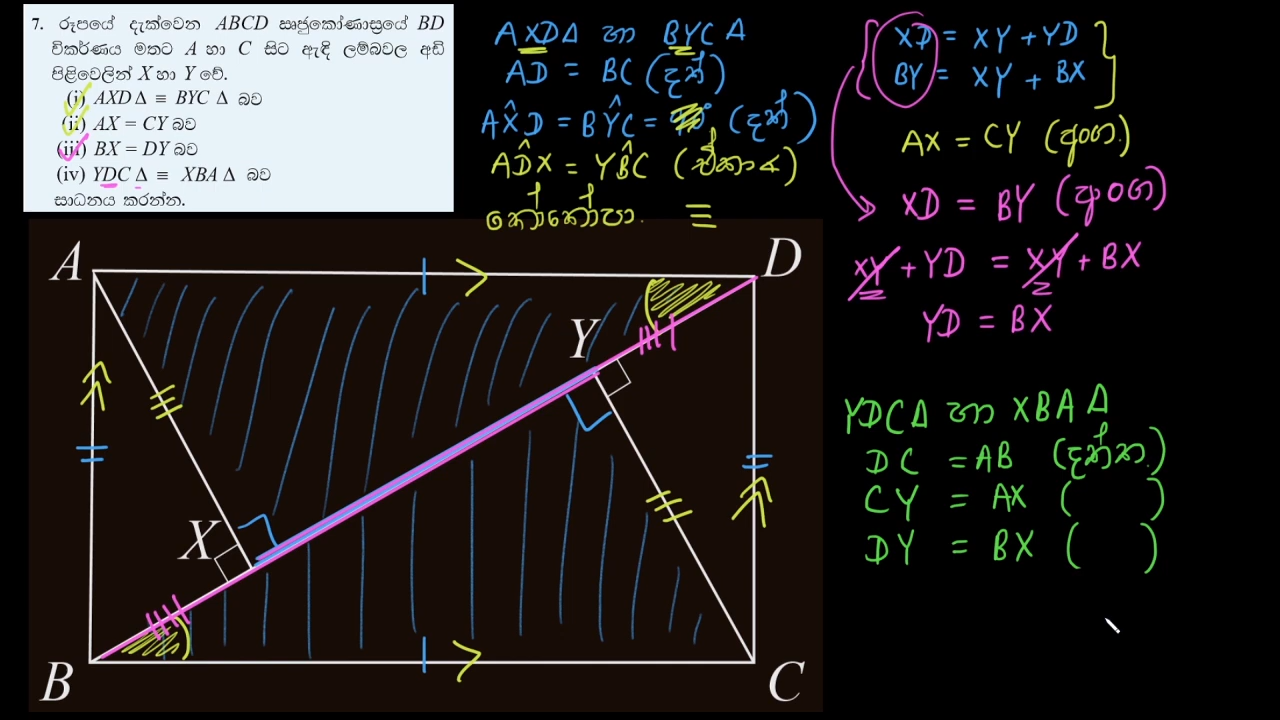 7. රූපයේ දැක්වෙන ABCD ඍජුකෝණාස්‍රයේ BD
විකර්ණය මතට A හා C සිට ඇඳි ලම්බවල අඩි
පිළිවෙලින් X හා Y වේ.
(i) AXD Δ ≡ BYC Δ බව
(ii) AX = CY බව
(iii) BX = DY බව
(iv) YDC Δ ≡ XBA Δ බව
සාධනය කරන්න.
AXDΔ හා BYC Δ
AD = BC (දත්)
AX̂D = BŶC = (දත්)
AD̂X = YB̂C (ඒකාන්)
කෝකෝපා. ≡
XD = XY + YD
BY = XY + BX
AX = CY (අංග.)
XD = BY (අංග)
XY + YD = XY + BX
YD = BX
YDCΔ හා XBA Δ
DC = AB (දත්ත.)
CY = AX ( )
DY = BX ( )
A
D
Y
X
B
C